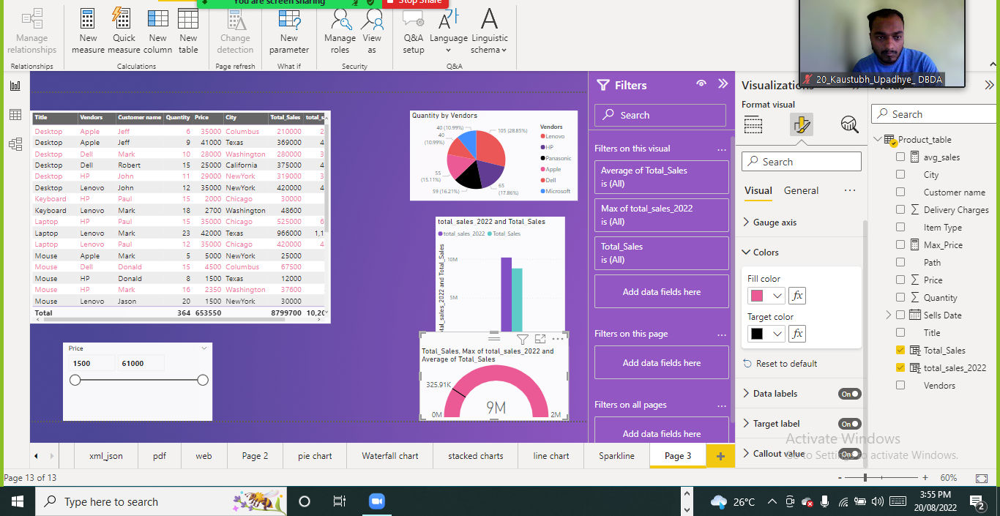 You are screen sharing
Stop Share
Manage relationships
New measure
Quick measure
New column
New table
Change detection
New parameter
Manage roles
View as
Q&A setup
Language
Linguistic schema
Relationships
Calculations
Page refresh
What if
Security
Q&A
20_Kaustubh_Upadhye_ DBDA
Title Vendors Customer name Quantity Price City Total_Sales total_s
Desktop Apple Jeff 6 35000 Columbus 210000 2
Desktop Apple Jeff 9 41000 Texas 369000 4
Desktop Dell Mark 10 28000 Washington 280000 3
Desktop Dell Robert 15 25000 California 375000 4
Desktop HP John 11 29000 NewYork 319000 3
Desktop Lenovo John 12 35000 NewYork 420000 4
Keyboard HP Paul 15 2000 Chicago 30000
Keyboard Lenovo Mark 18 2700 Washington 48600
Laptop HP Paul 15 35000 Chicago 525000 6
Laptop Lenovo Mark 23 42000 Texas 966000 1,1
Laptop Lenovo Paul 12 35000 Chicago 420000 4
Mouse Apple Mark 5 5000 NewYork 25000
Mouse Dell Donald 15 4500 Columbus 67500
Mouse HP Donald 8 1500 Texas 12000
Mouse HP Mark 16 2350 Washington 37600
Mouse Lenovo Jason 20 1500 NewYork 30000
Total 364 653550 8799700 10,20
Price
1500 61000
Quantity by Vendors
40 (10.99%)
40
(10.99%)
55
(15.11%)
59 (16.21%)
65
(17.86%)
105 (28.85%)
Vendors
Lenovo
HP
Panasonic
Apple
Dell
Microsoft
total_sales_2022 and Total_Sales
total_sales_2022 Total_Sales
tal_sales_2022 and Total_Sales
10M
5M
Total_Sales, Max of total_sales_2022 and
Average of Total_Sales
325.91K
9M
0M
2M
Filters
Search
Filters on this visual
Average of Total_Sales
is (All)
Max of total_sales_2022
is (All)
Total_Sales
is (All)
Add data fields here
Filters on this page
Add data fields here
Filters on all pages
Add data fields here
Visualizations
Format visual
Search
Visual General
Gauge axis
Colors
Fill color
fx
Target color
fx
Reset to default
Data labels On
Target label On
Callout value On
Fields
Search
Product_table
avg_sales
City
Customer name
Delivery Charges
Item Type
Max_Price
Path
Price
Quantity
Sells Date
Title
Total_Sales
total_sales_2022
Vendors
Activate Windows
Go to Settings to activate Windows.
xml_json pdf web Page 2 pie chart Waterfall chart stacked charts line chart Sparkline Page 3
Page 13 of 13
60%
Type here to search
26°C
3:55 PM
20/08/2022
2